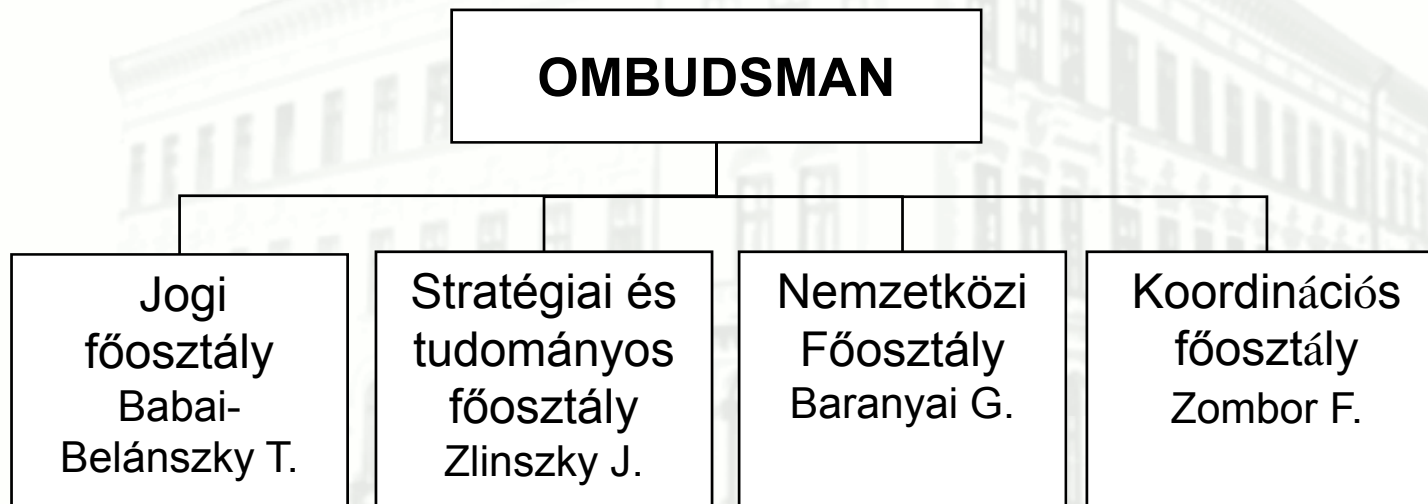 OMBUDSMAN
Jogi
főosztály
Babai-
Belánszky T.
Stratégiai és
tudományos
főosztály
Zlinszky J.
Nemzetközi
Főosztály
Baranyai G.
Koordinációs
főosztály
Zombor F.